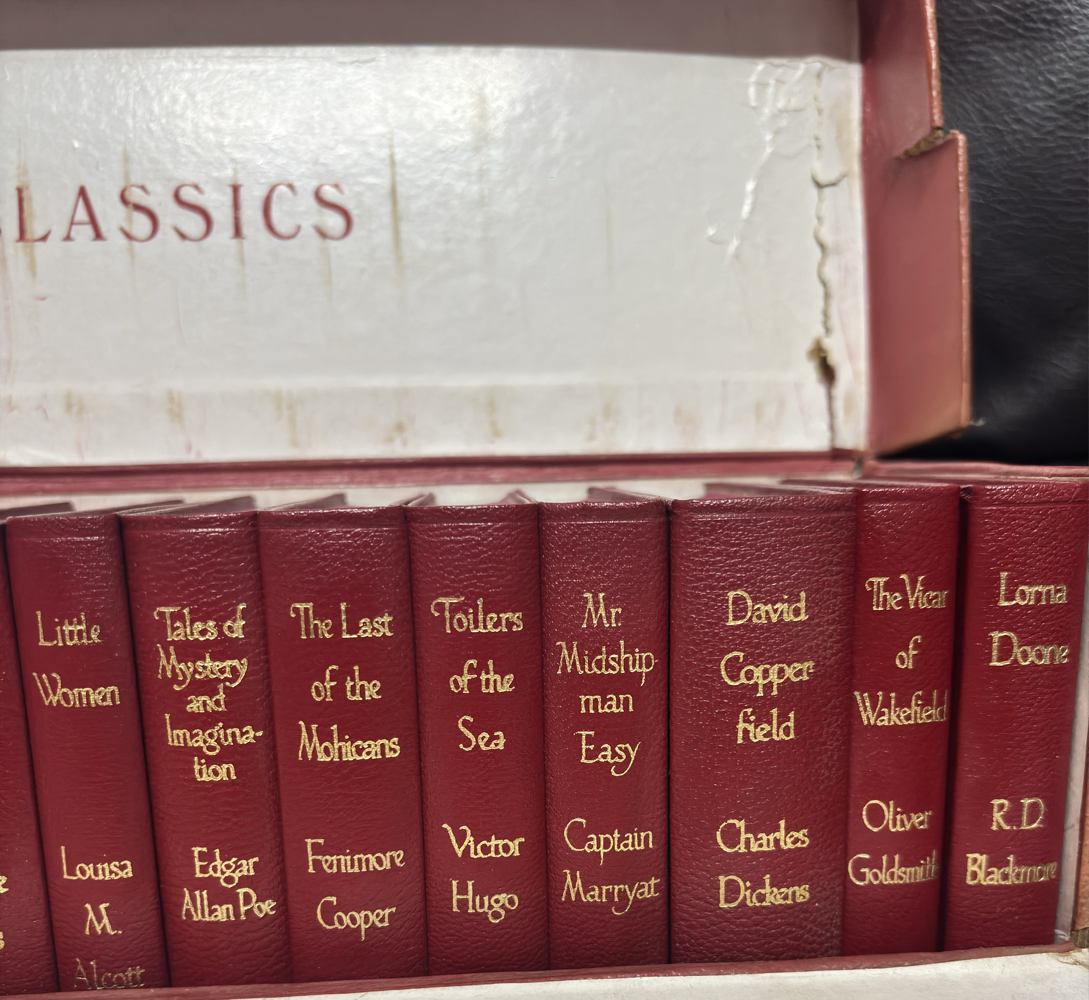 LASSICS
Little
Women
Louisa
M.
Alcott
Tales of
Mystery
and
Imagina-
tion
Edgar
Allan Poe
The Last
of the
Mohicans
Fenimore
Cooper
Toilers
of the
Sea
Victor
Hugo
Mr.
Midship-
man
Easy
Captain
Marryat
David
Copper
field
Charles
Dickens
The Vicar
of
Wakefield
Oliver
Goldsmith
Lorna
Doone
R.D.
Blackmore